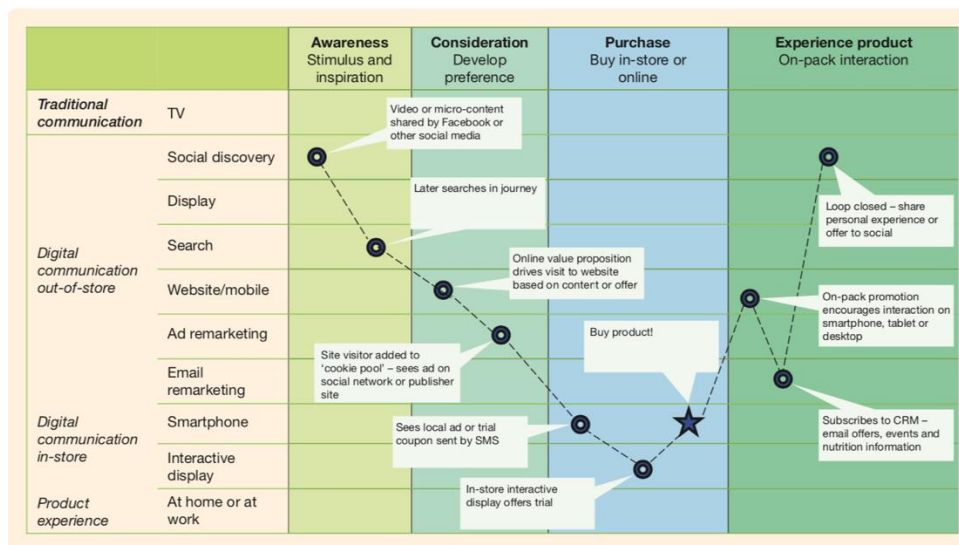 Awareness
Stimulus and
inspiration
Consideration
Develop
preference
Purchase
Buy in-store or
online
Experience product
On-pack interaction
Traditional
communication
TV
Video or micro-content
shared by Facebook or
other social media
Digital
communication
out-of-store
Social discovery
Display
Later searches in journey
Loop closed – share
personal experience or
offer to social
Search
Website/mobile
Online value proposition
drives visit to website
based on content or offer
On-pack promotion
encourages interaction on
smartphone, tablet or
desktop
Ad remarketing
Buy product!
Site visitor added to
‘cookie pool’ – sees ad on
social network or publisher
site
Email
remarketing
Digital
communication
in-store
Smartphone
Sees local ad or trial
coupon sent by SMS
Subscribes to CRM –
email offers, events and
nutrition information
Interactive
display
In-store interactive
display offers trial
Product
experience
At home or at
work